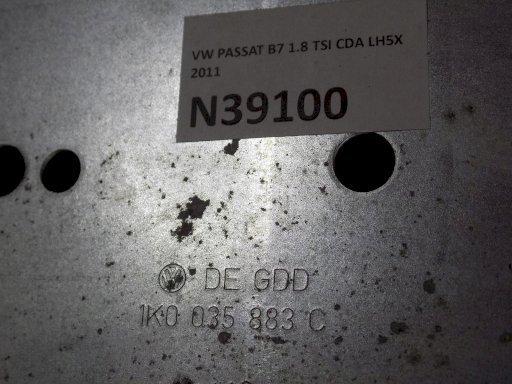 VW PASSAT B7 1.8 TSI CDA LH5X
2011
N39100
DE GDD
1K0 035 883 C